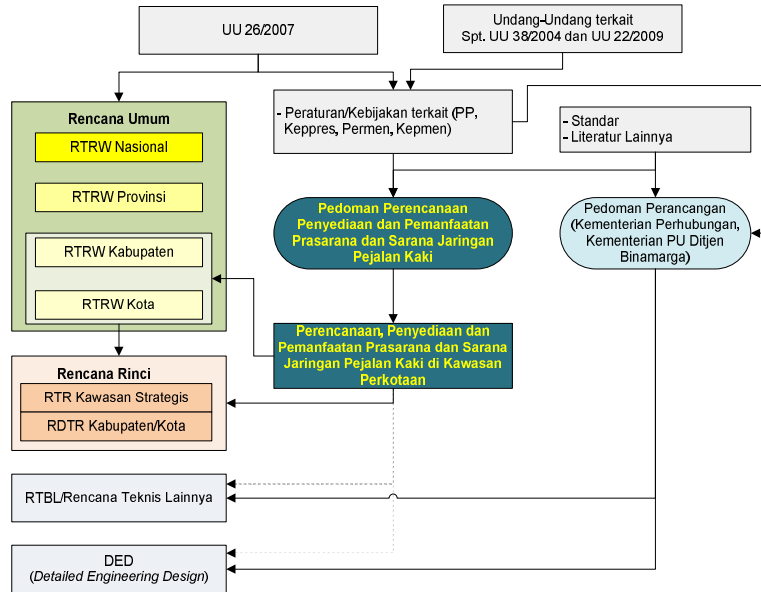 UU 26/2007
Undang-Undang terkait
Spt. UU 38/2004 dan UU 22/2009
Rencana Umum
RTRW Nasional
RTRW Provinsi
RTRW Kabupaten
RTRW Kota
- Peraturan/Kebijakan terkait (PP,
Keppres, Permen, Kepmen)
- Standar
- Literatur Lainnya
Pedoman Perencanaan
Penyediaan dan Pemanfaatan
Prasarana dan Sarana Jaringan
Pejalan Kaki
Pedoman Perancangan
(Kementerian Perhubungan,
Kementerian PU Ditjen
Binamarga)
Perencanaan, Penyediaan dan
Pemanfaatan Prasarana dan Sarana
Jaringan Pejalan Kaki di Kawasan
Perkotaan
Rencana Rinci
RTR Kawasan Strategis
RDTR Kabupaten/Kota
RTBL/Rencana Teknis Lainnya
DED
(Detailed Engineering Design)